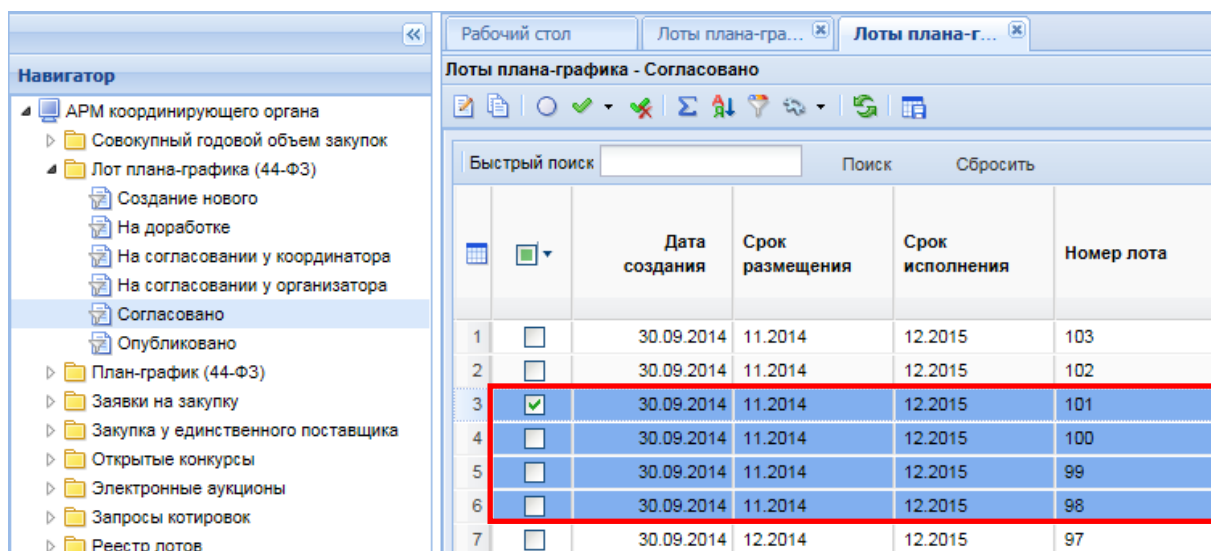 Навигатор
АРМ координирующего органа
Совокупный годовой объем закупок
Лот плана-графика (44-ФЗ)
Создание нового
На доработке
На согласовании у координатора
На согласовании у организатора
Согласовано
Опубликовано
План-график (44-ФЗ)
Заявки на закупку
Закупка у единственного поставщика
Открытые конкурсы
Электронные аукционы
Запросы котировок
Реестр лотов
Рабочий стол Лоты плана-гра... Лоты плана-г...
Лоты плана-графика - Согласовано
Быстрый поиск Поиск Сбросить
Дата создания Срок размещения Срок исполнения Номер лота
1 30.09.2014 11.2014 12.2015 103
2 30.09.2014 11.2014 12.2015 102
3 30.09.2014 11.2014 12.2015 101
4 30.09.2014 11.2014 12.2015 100
5 30.09.2014 11.2014 12.2015 99
6 30.09.2014 11.2014 12.2015 98
7 30.09.2014 12.2014 12.2015 97